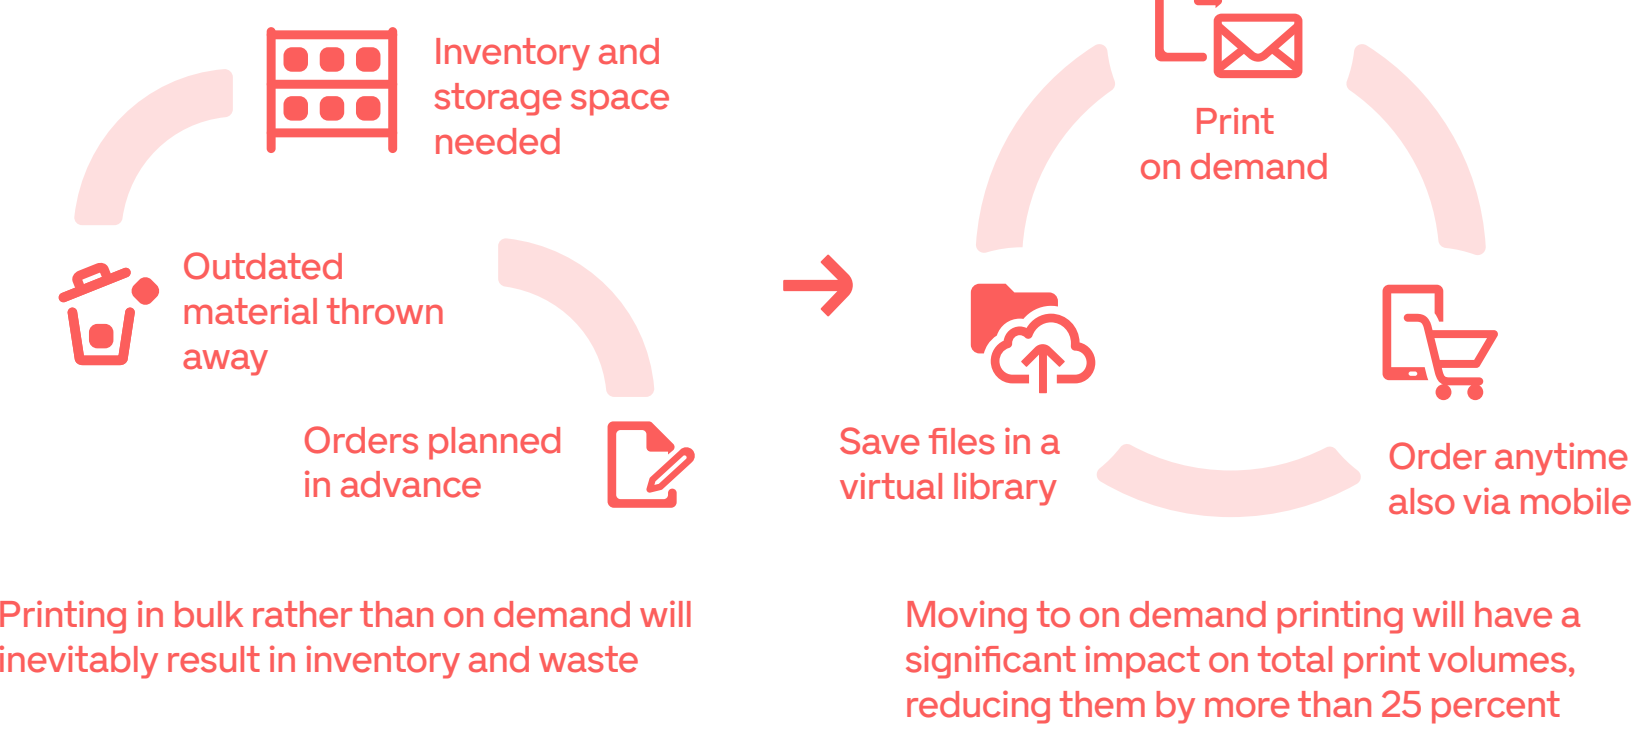 Inventory and
storage space
needed
Outdated
material thrown
away
Orders planned
in advance
Printing in bulk rather than on demand will
inevitably result in inventory and waste
Print
on demand
Save files in a
virtual library
Order anytime
also via mobile
Moving to on demand printing will have a
significant impact on total print volumes,
reducing them by more than 25 percent